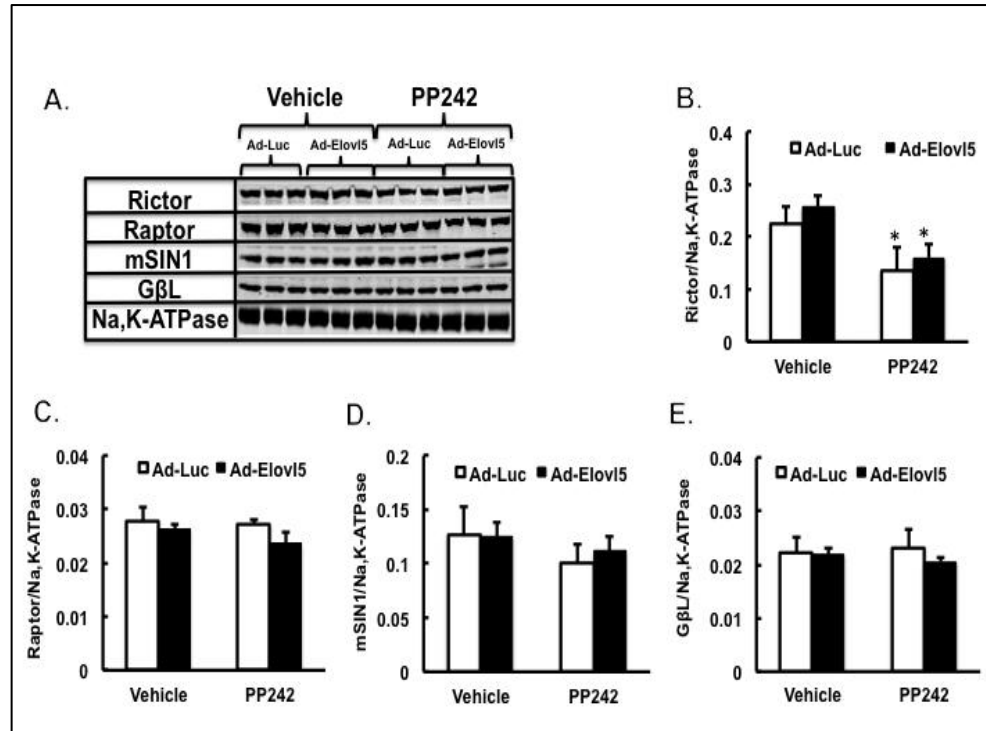 A.
Vehicle PP242
Ad-Luc Ad-Elovl5 Ad-Luc Ad-Elovl5
Rictor
Raptor
mSIN1
GβL
Na,K-ATPase
B.
Rictor/Na,K-ATPase
0.4
0.3
0.2
0.1
0
Ad-Luc Ad-Elovl5
* *
Vehicle PP242
C.
Raptor/Na,K-ATPase
0.04
0.03
0.02
0.01
0
Ad-Luc Ad-Elovl5
Vehicle PP242
D.
mSIN1/Na,K-ATPase
0.2
0.15
0.1
0.05
0
Ad-Luc Ad-Elovl5
Vehicle PP242
E.
GβL/Na,K-ATPase
0.04
0.03
0.02
0.01
0
Ad-Luc Ad-Elovl5
Vehicle PP242